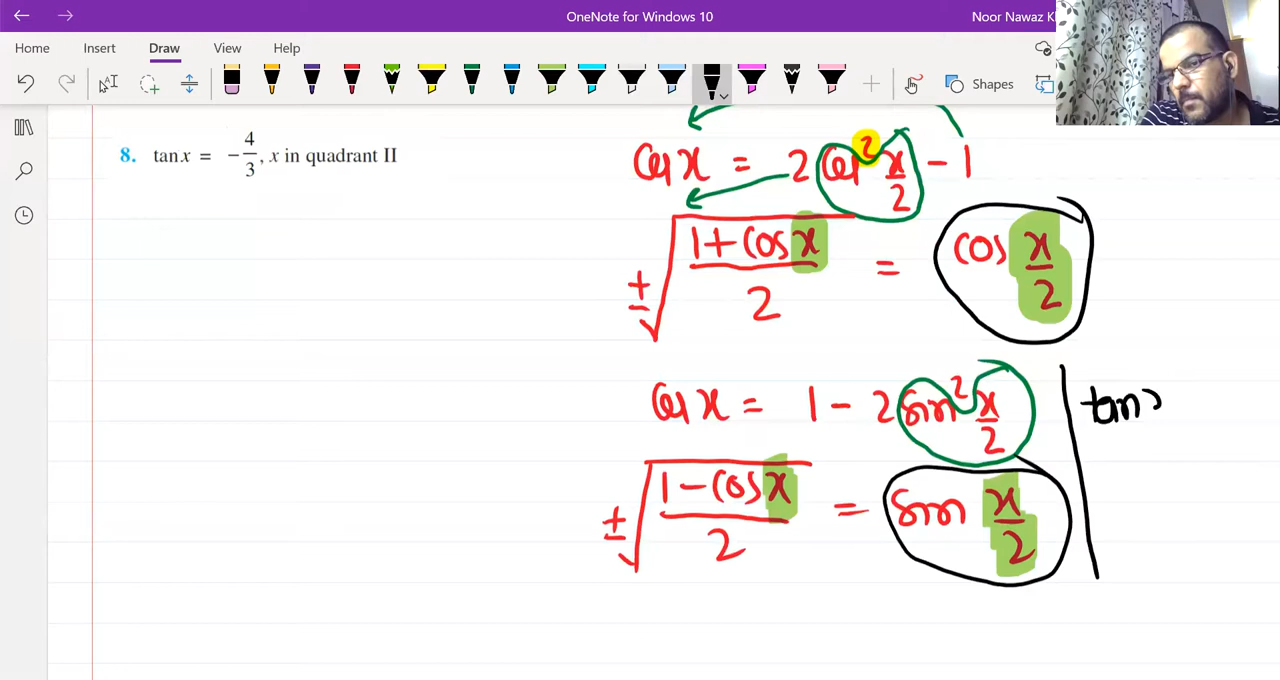 OneNote for Windows 10
Noor Nawaz K
Home Insert Draw View Help
Shapes
8. tan x = -4/3, x in quadrant II
cos x = 2 cos² x/2 - 1
± √((1 + cos x)/2) = cos x/2
cos x = 1 - 2 sin² x/2
tan
± √((1 - cos x)/2) = sin x/2